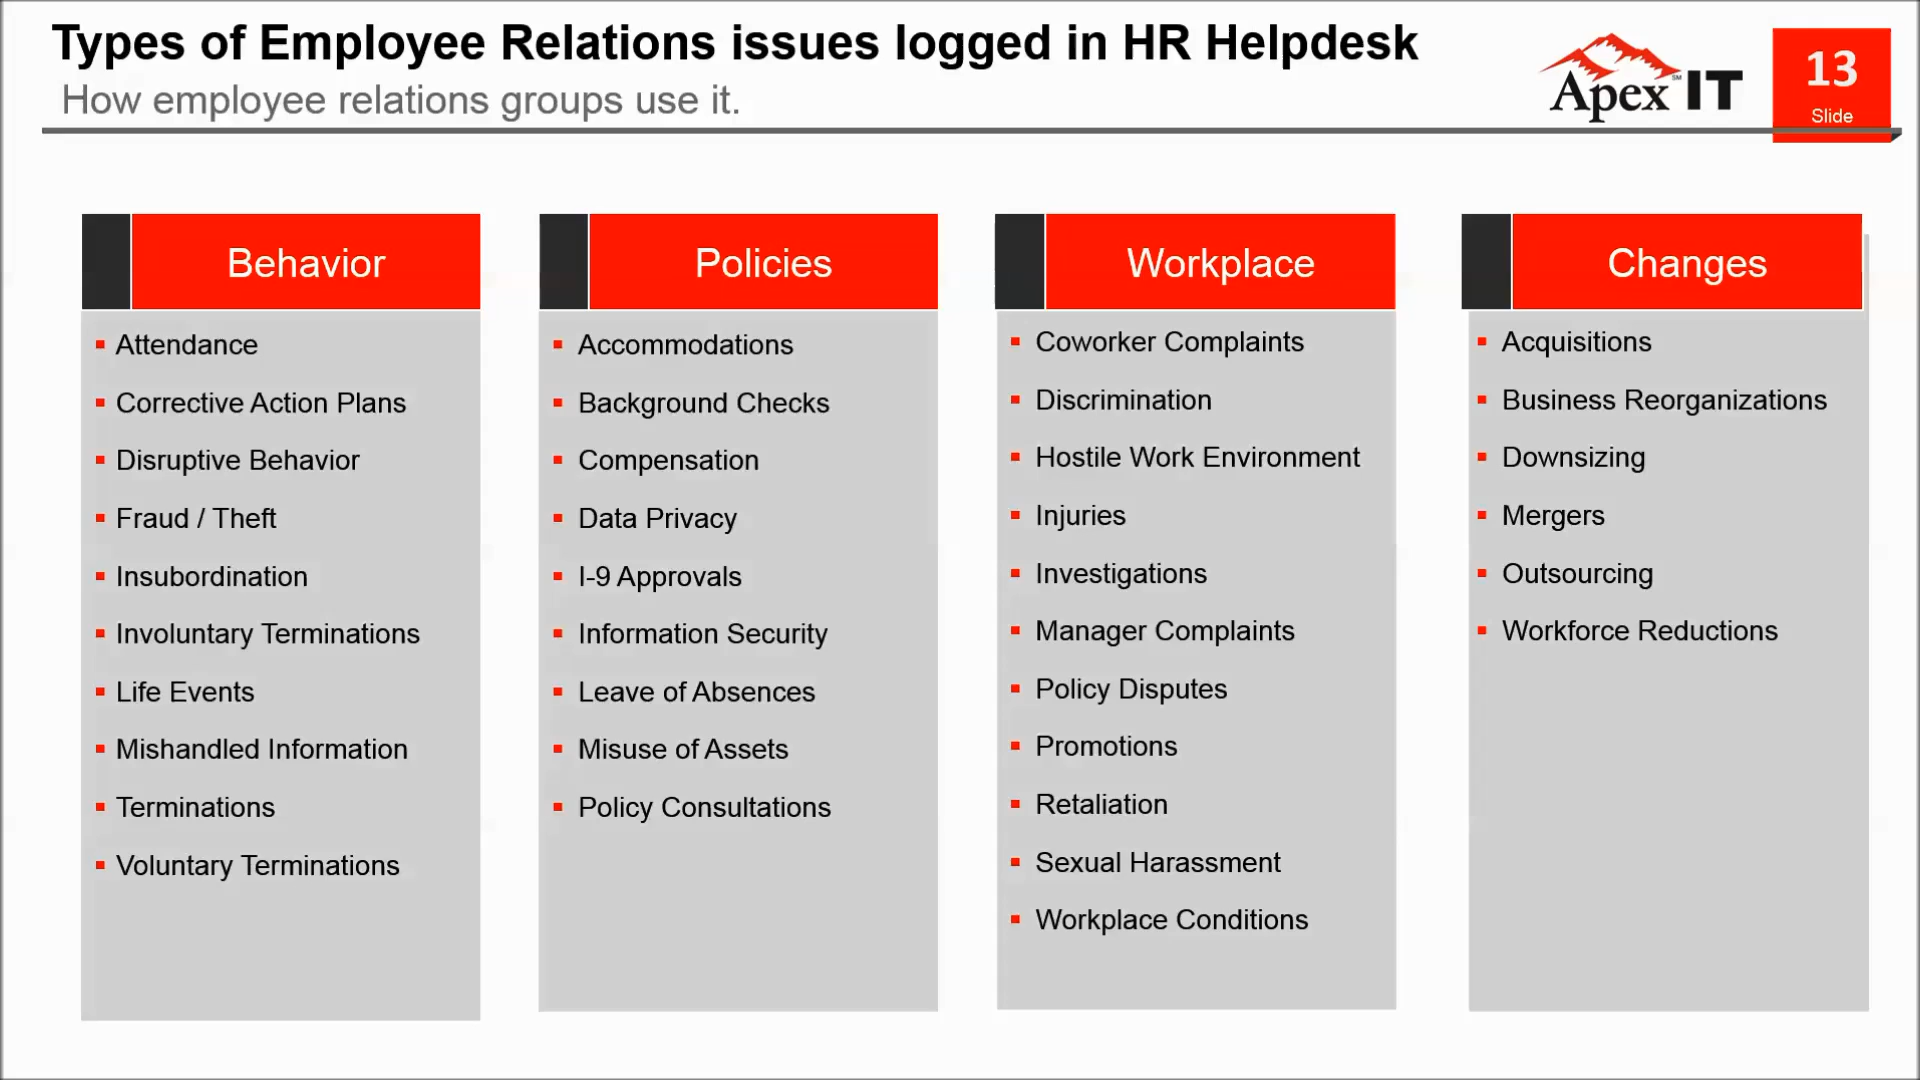 Types of Employee Relations issues logged in HR Helpdesk
How employee relations groups use it.
Apex IT
SM
13
Slide
Behavior
Attendance
Corrective Action Plans
Disruptive Behavior
Fraud / Theft
Insubordination
Involuntary Terminations
Life Events
Mishandled Information
Terminations
Voluntary Terminations
Policies
Accommodations
Background Checks
Compensation
Data Privacy
I-9 Approvals
Information Security
Leave of Absences
Misuse of Assets
Policy Consultations
Workplace
Coworker Complaints
Discrimination
Hostile Work Environment
Injuries
Investigations
Manager Complaints
Policy Disputes
Promotions
Retaliation
Sexual Harassment
Workplace Conditions
Changes
Acquisitions
Business Reorganizations
Downsizing
Mergers
Outsourcing
Workforce Reductions